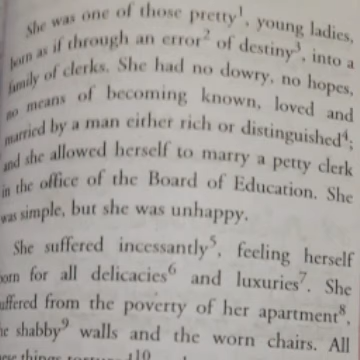 She was one of those pretty¹, young ladies,
born as if through an error² of destiny³, into a
family of clerks. She had no dowry, no hopes,
no means of becoming known, loved and
married by a man either rich or distinguished⁴;
and she allowed herself to marry a petty clerk
in the office of the Board of Education. She
was simple, but she was unhappy.
She suffered incessantly⁵, feeling herself
born for all delicacies⁶ and luxuries⁷. She
suffered from the poverty of her apartment⁸,
the shabby⁹ walls and the worn chairs. All
these things